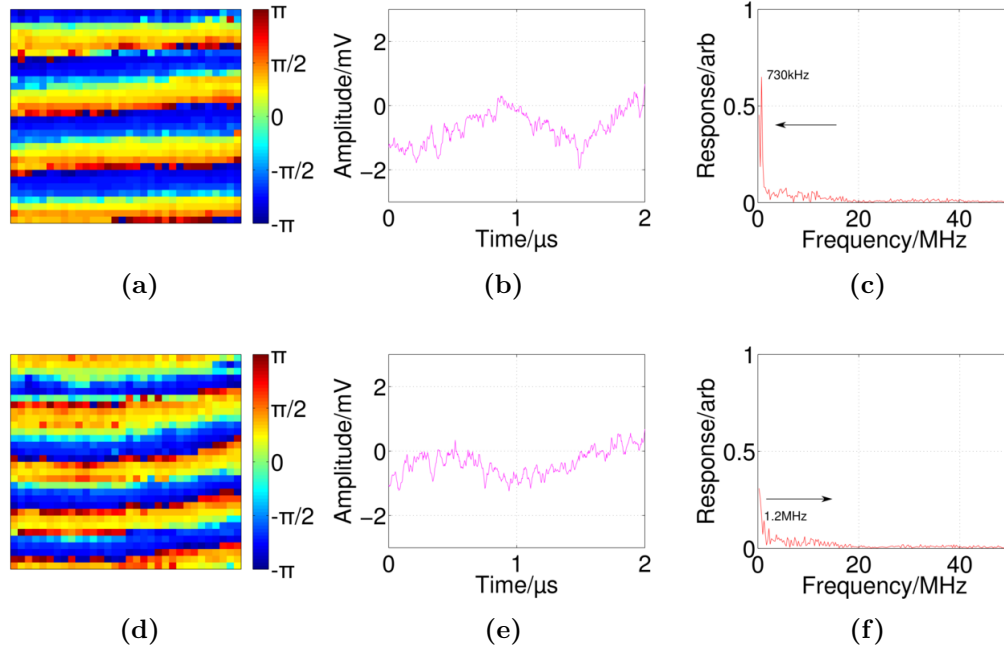 π
π/2
0
-π/2
-π
(a)
2
0
−2
0
1
2
Amplitude/mV
Time/μs
(b)
1
0.5
0
0
20
40
Response/arb
Frequency/MHz
730kHz
(c)
π
π/2
0
-π/2
-π
(d)
2
0
−2
0
1
2
Amplitude/mV
Time/μs
(e)
1
0.5
0
0
20
40
Response/arb
Frequency/MHz
1.2MHz
(f)